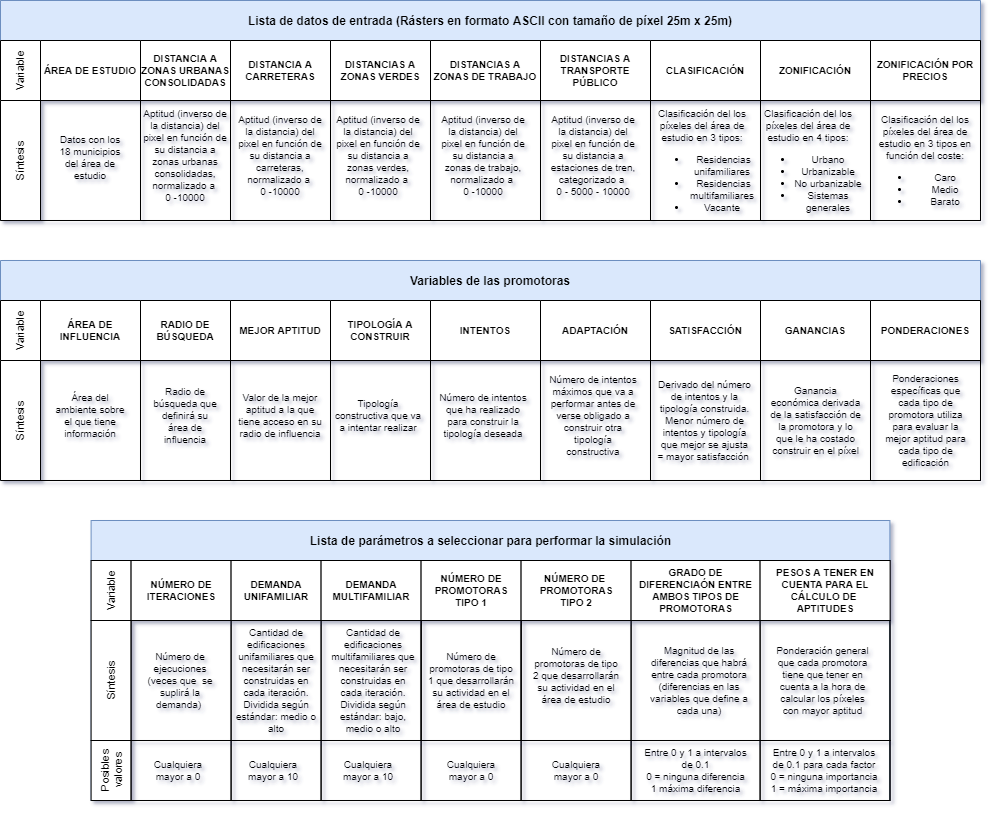 Lista de datos de entrada (Rásters en formato ASCII con tamaño de píxel 25m x 25m)
Variable
ÁREA DE ESTUDIO
DISTANCIA A
ZONAS URBANAS
CONSOLIDADAS
DISTANCIA A
CARRETERAS
DISTANCIAS A
ZONAS VERDES
DISTANCIAS A
ZONAS DE TRABAJO
DISTANCIAS A
TRANSPORTE
PÚBLICO
CLASIFICACIÓN
ZONIFICACIÓN
ZONIFICACIÓN POR
PRECIOS
Síntesis
Datos con los
18 municipios
del área de
estudio
Aptitud (inverso de
la distancia) del
pixel en función de
su distancia a
zonas urbanas
consolidadas,
normalizado a
0 -10000
Aptitud (inverso de
la distancia) del
pixel en función de
su distancia a
carreteras,
normalizado a
0 -10000
Aptitud (inverso de
la distancia) del
pixel en función de
su distancia a
zonas verdes,
normalizado a
0 -10000
Aptitud (inverso de
la distancia) del
pixel en función de
su distancia a
zonas de trabajo,
normalizado a
0 -10000
Aptitud (inverso de
la distancia) del
pixel en función de
su distancia a
estaciones de tren,
categorizado a
0 - 5000 - 10000
Clasificación del los
píxeles del área de
estudio en 3 tipos:
• Residencias
unifamiliares
• Residencias
multifamiliares
• Vacante
Clasificación del los
píxeles del área de
estudio en 4 tipos:
• Urbano
• Urbanizable
• No urbanizable
• Sistemas
generales
Clasificación del los
píxeles del área de
estudio en 3 tipos en
función del coste:
• Caro
• Medio
• Barato
Variables de las promotoras
Variable
ÁREA DE
INFLUENCIA
RADIO DE
BÚSQUEDA
MEJOR APTITUD
TIPOLOGÍA A
CONSTRUIR
INTENTOS
ADAPTACIÓN
SATISFACCIÓN
GANANCIAS
PONDERACIONES
Síntesis
Área del
ambiente sobre
el que tiene
información
Radio de
búsqueda que
definirá su
área de
influencia
Valor de la mejor
aptitud a la que
tiene acceso en su
radio de influencia
Tipología
constructiva que va
a intentar realizar
Número de intentos
que ha realizado
para construir la
tipología deseada
Número de intentos
máximos que va a
performar antes de
verse obligado a
construir otra
tipología
constructiva
Derivado del número
de intentos y la
tipología construida.
Menor número de
intentos y tipología
que mejor se ajusta
= mayor satisfacción
Ganancia
económica derivada
de la satisfacción de
la promotora y lo
que le ha costado
construir en el píxel
Ponderaciones
específicas que
cada tipo de
promotora utiliza
para evaluar la
mejor aptitud para
cada tipo de
edificación
Lista de parámetros a seleccionar para performar la simulación
Variable
NÚMERO DE
ITERACIONES
DEMANDA
UNIFAMILIAR
DEMANDA
MULTIFAMILIAR
NÚMERO DE
PROMOTORAS
TIPO 1
NÚMERO DE
PROMOTORAS
TIPO 2
GRADO DE
DIFERENCIAÓN ENTRE
AMBOS TIPOS DE
PROMOTORAS
PESOS A TENER EN
CUENTA PARA EL
CÁLCULO DE
APTITUDES
Síntesis
Número de
ejecuciones
(veces que se
suplirá la
demanda)
Cantidad de
edificaciones
unifamiliares que
necesitarán ser
construidas en
cada iteración.
Dividida según
estándar: medio o
alto
Cantidad de
edificaciones
multifamiliares que
necesitarán ser
construidas en
cada iteración.
Dividida según
estándar: bajo,
medio o alto
Número de
promotoras de tipo
1 que desarrollarán
su actividad en el
área de estudio
Número de
promotoras de tipo
2 que desarrollarán
su actividad en el
área de estudio
Magnitud de las
diferencias que habrá
entre cada promotora
(diferencias en las
variables que define a
cada una)
Ponderación general
que cada promotora
tiene que tener en
cuenta a la hora de
calcular los píxeles
con mayor aptitud
Posibles
valores
Cualquiera
mayor a 0
Cualquiera
mayor a 10
Cualquiera
mayor a 10
Cualquiera
mayor a 0
Cualquiera
mayor a 0
Entre 0 y 1 a intervalos
de 0.1
0 = ninguna diferencia
1 máxima diferencia
Entre 0 y 1 a intervalos
de 0.1 para cada factor
0 = ninguna importancia
1 = máxima importancia